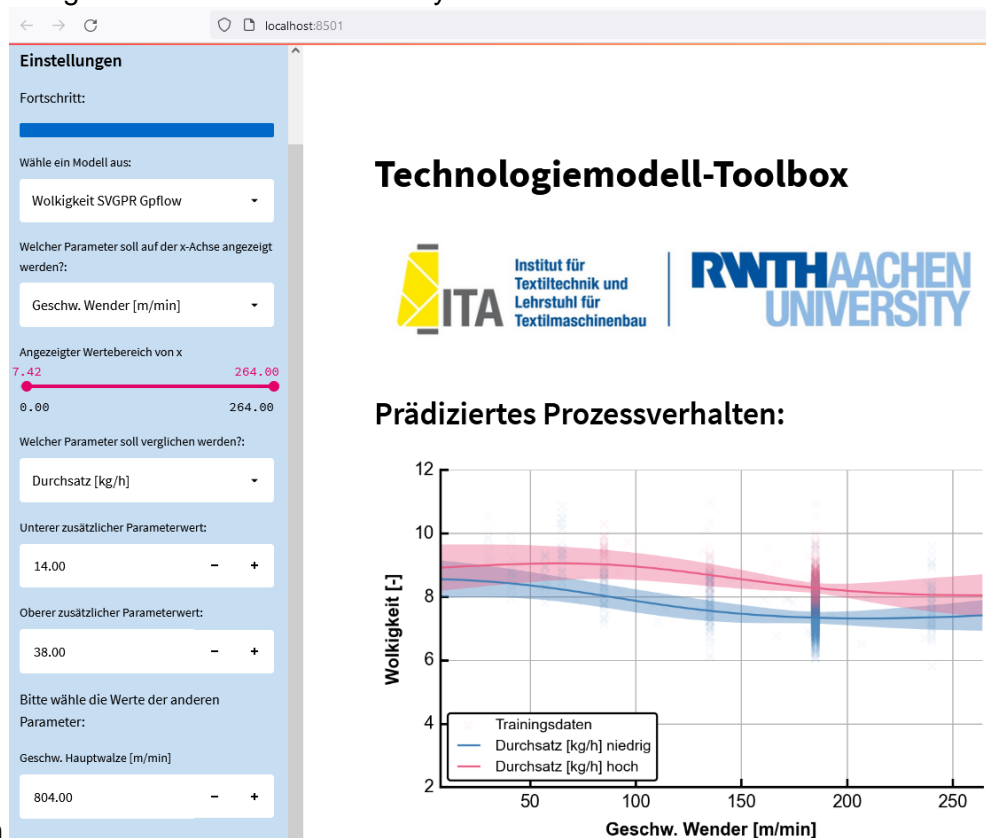 localhost:8501
Einstellungen
Fortschritt:
Wähle ein Modell aus:
Wolkigkeit SVGPR Gpflow
Welcher Parameter soll auf der x-Achse angezeigt
werden?:
Geschw. Wender [m/min]
Angezeigter Wertebereich von x
7.42 264.00
0.00 264.00
Welcher Parameter soll verglichen werden?:
Durchsatz [kg/h]
Unterer zusätzlicher Parameterwert:
14.00 - +
Oberer zusätzlicher Parameterwert:
38.00 - +
Bitte wähle die Werte der anderen
Parameter:
Geschw. Hauptwalze [m/min]
804.00 - +
Technologiemodell-Toolbox
ITA
Institut für
Textiltechnik und
Lehrstuhl für
Textilmaschinenbau
RWTHAACHEN
UNIVERSITY
Prädiziertes Prozessverhalten:
12
10
8
6
4
2
Wolkigkeit [-]
Trainingsdaten
Durchsatz [kg/h] niedrig
Durchsatz [kg/h] hoch
50 100 150 200 250
Geschw. Wender [m/min]